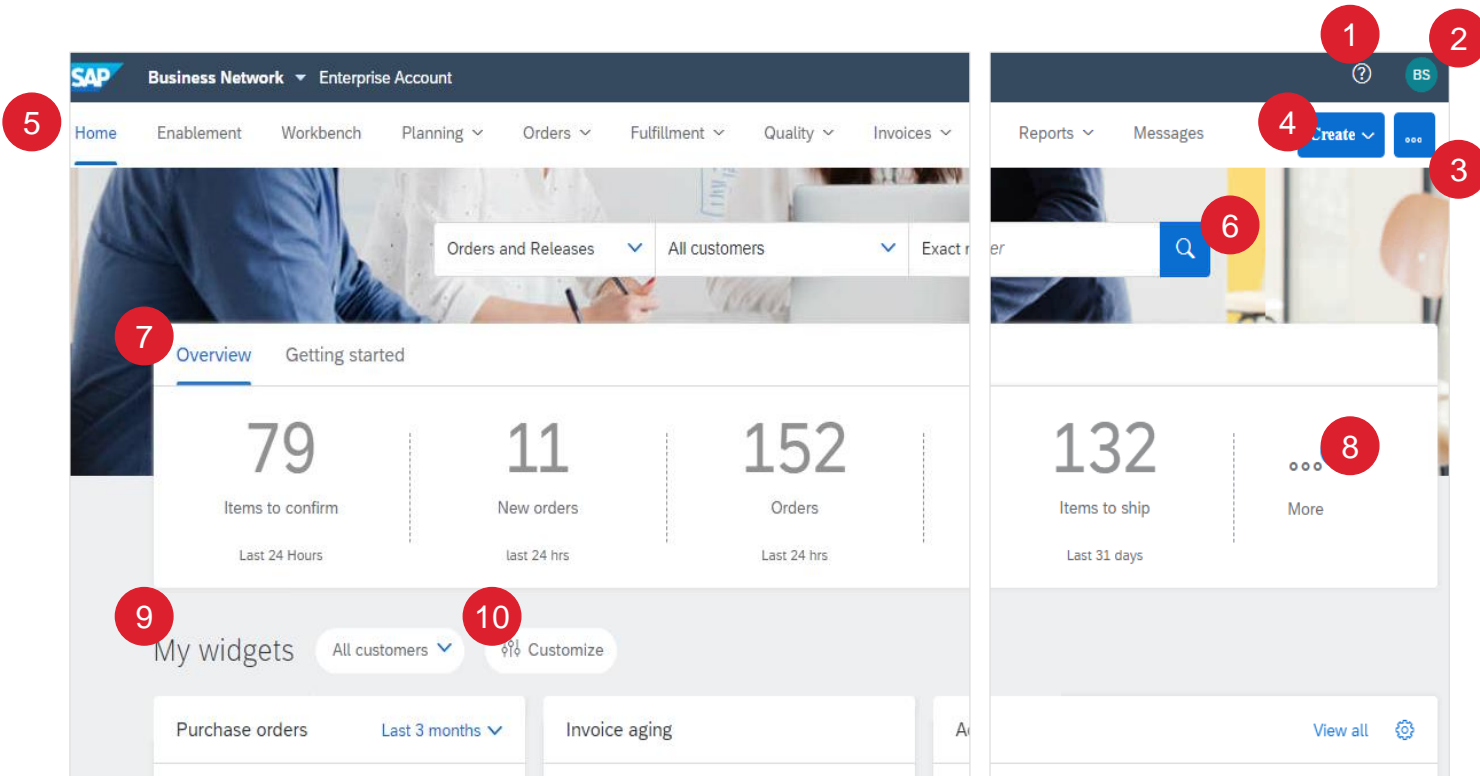 1
2
SAP Business Network Enterprise Account
BS
5
Home Enablement Workbench Planning Orders Fulfillment Quality Invoices Reports Messages
4
Create
3
6
Orders and Releases All customers Exact
7
Overview Getting started
79 11 152 132
8
Items to confirm New orders Orders Items to ship More
Last 24 Hours last 24 hrs Last 24 hrs Last 31 days
9
10
My widgets All customers Customize
Purchase orders Last 3 months Invoice aging View all